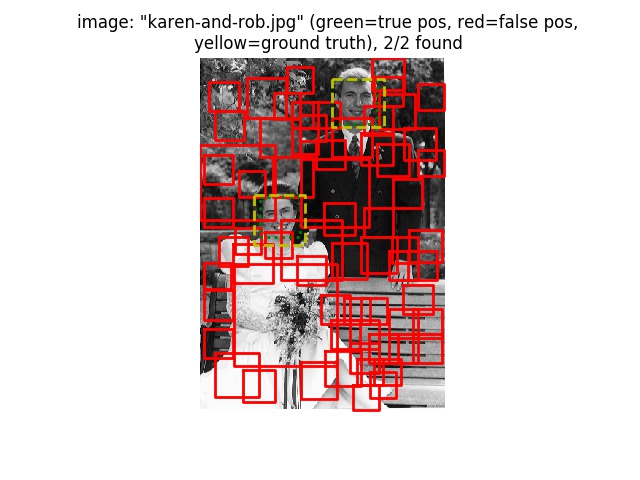 image: "karen-and-rob.jpg" (green=true pos, red=false pos,
yellow=ground truth), 2/2 found